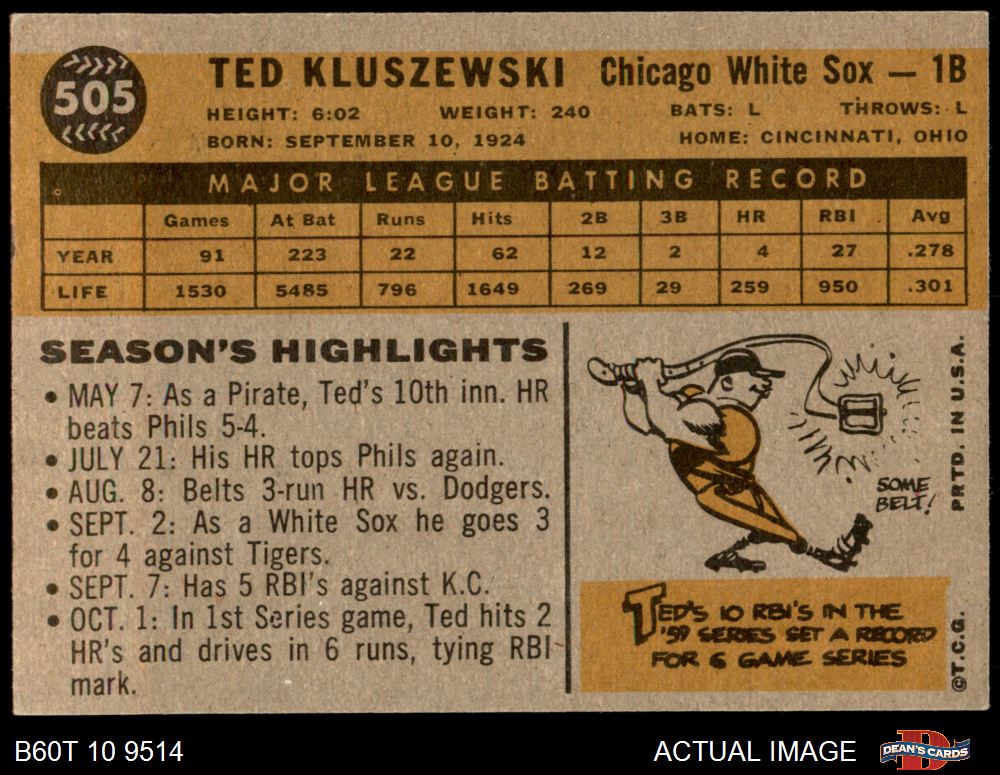 505
TED KLUSZEWSKI Chicago White Sox — 1B
HEIGHT: 6:02 WEIGHT: 240 BATS: L THROWS: L
BORN: SEPTEMBER 10, 1924 HOME: CINCINNATI, OHIO
MAJOR LEAGUE BATTING RECORD
Games At Bat Runs Hits 2B 3B HR RBI Avg
YEAR 91 223 22 62 12 2 4 27 .278
LIFE 1530 5485 796 1649 269 29 259 950 .301
SEASON'S HIGHLIGHTS
• MAY 7: As a Pirate, Ted's 10th inn. HR
beats Phils 5-4.
• JULY 21: His HR tops Phils again.
• AUG. 8: Belts 3-run HR vs. Dodgers.
• SEPT. 2: As a White Sox he goes 3
for 4 against Tigers.
• SEPT. 7: Has 5 RBI's against K.C.
• OCT. 1: In 1st Series game, Ted hits 2
HR's and drives in 6 runs, tying RBI
mark.
SOME
BELT!
TED'S 10 RBI'S IN THE
'59 SERIES SET A RECORD
FOR 6 GAME SERIES
PRTD. IN U.S.A.
©T.C.G.
B60T 10 9514 ACTUAL IMAGE DEAN'S CARDS